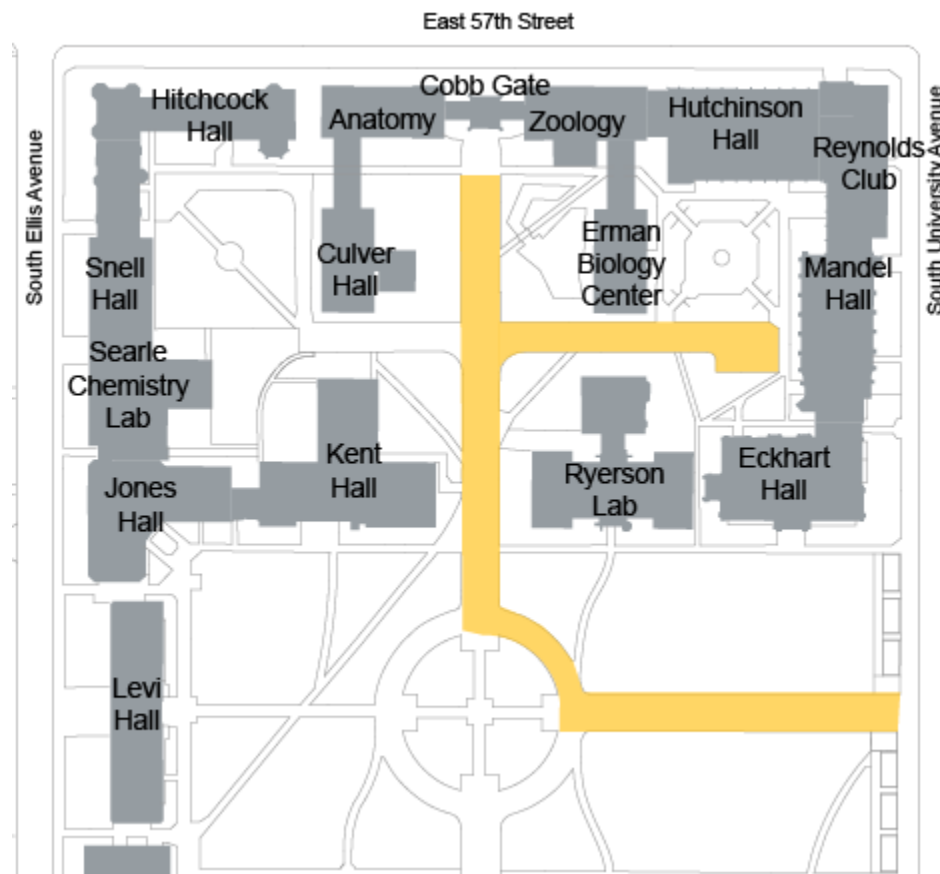 East 57th Street
Cobb Gate
Hitchcock
Hall
Anatomy
Zoology
Hutchinson
Hall
Reynolds
Club
South Ellis Avenue
South University Avenue
Snell
Hall
Culver
Hall
Erman
Biology
Center
Mandel
Hall
Searle
Chemistry
Lab
Jones
Hall
Kent
Hall
Ryerson
Lab
Eckhart
Hall
Levi
Hall